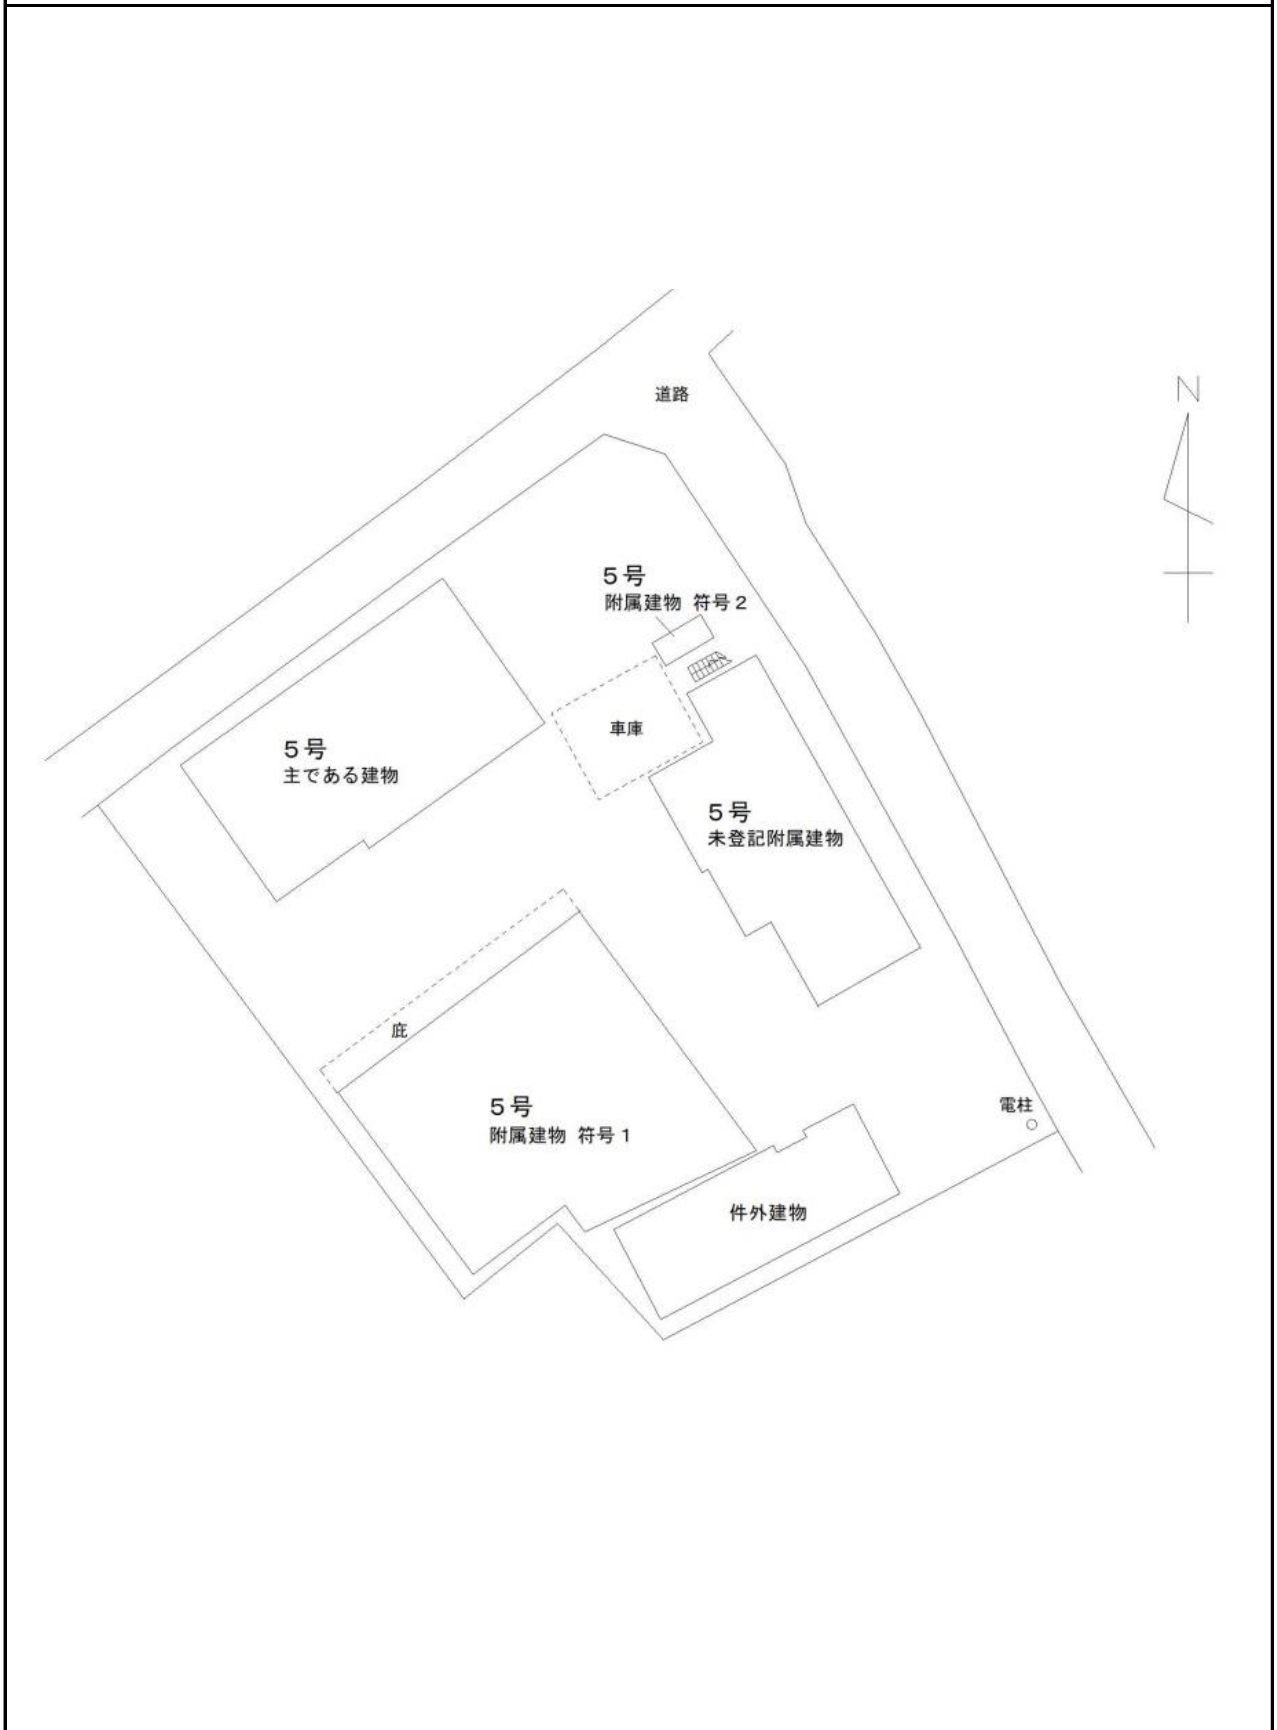 道路
N
５号
附属建物 符号２
車庫
５号
主である建物
５号
未登記附属建物
庇
５号
附属建物 符号１
電柱
件外建物